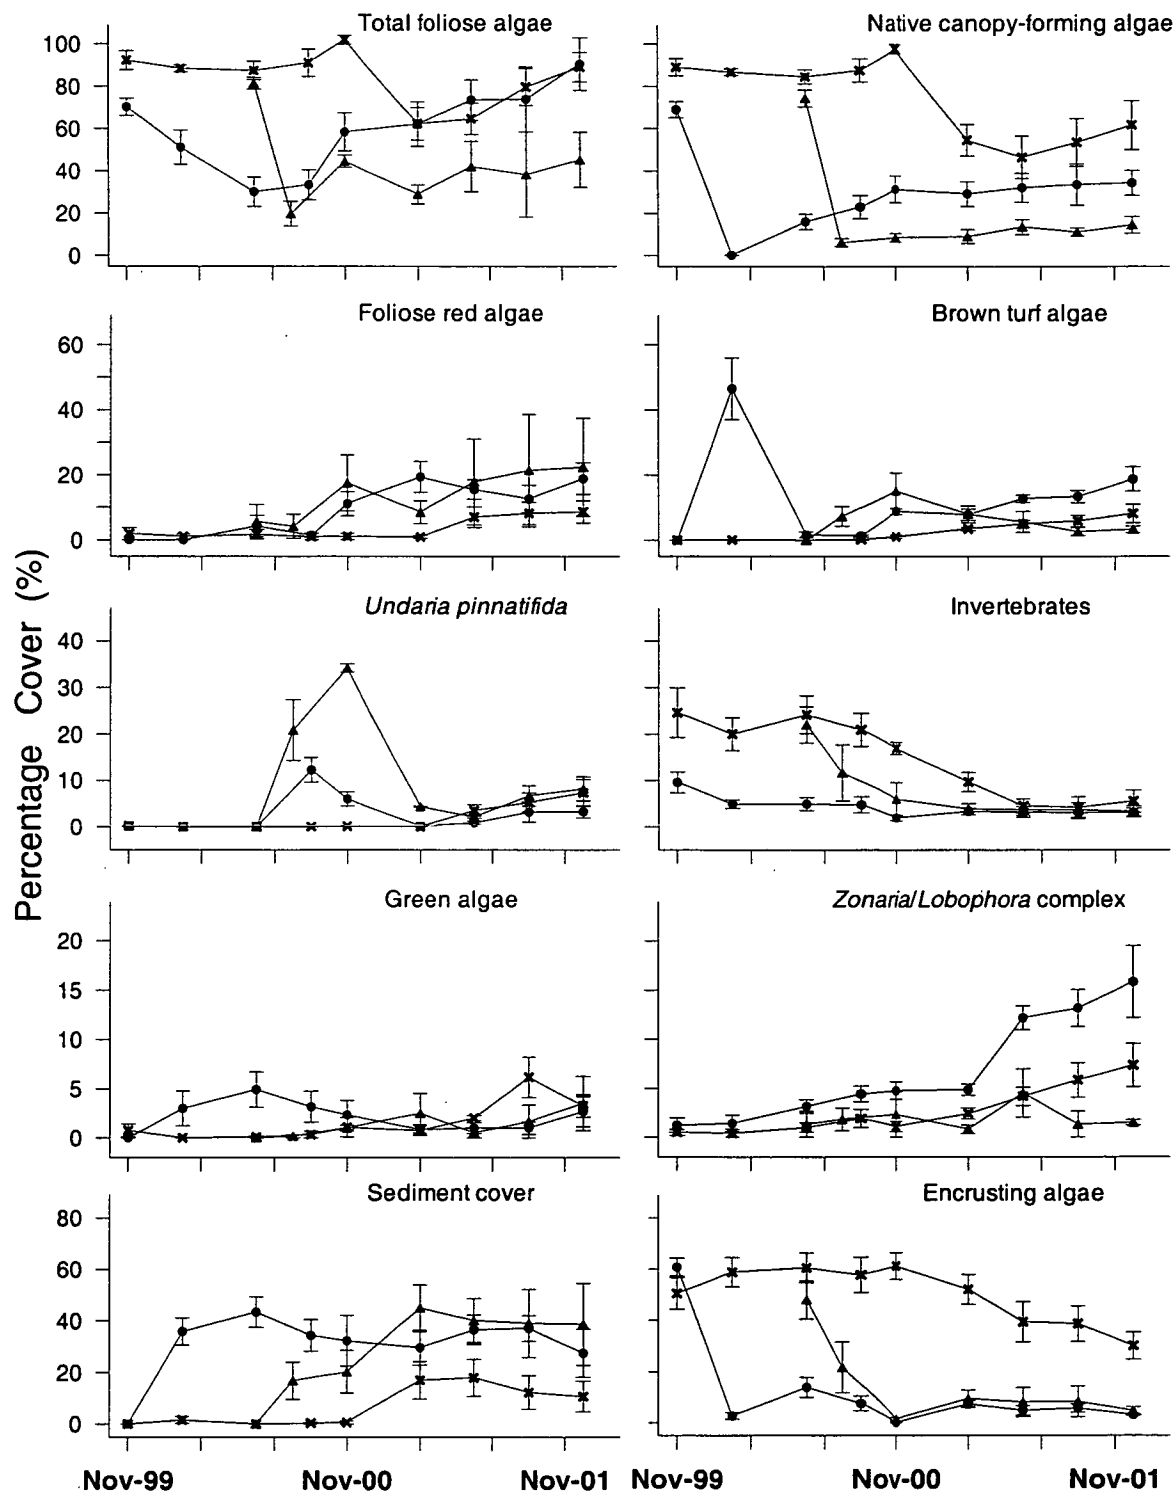 Total foliose algae
Native canopy-forming algae
100
80
60
40
20
0
Foliose red algae
Brown turf algae
60
40
20
0
Undaria pinnatifida
Invertebrates
40
30
20
10
0
Green algae
Zonaria/Lobophora complex
20
15
10
5
0
Sediment cover
Encrusting algae
80
60
40
20
0
Percentage Cover (%)
Nov-99 Nov-00 Nov-01 Nov-99 Nov-00 Nov-01